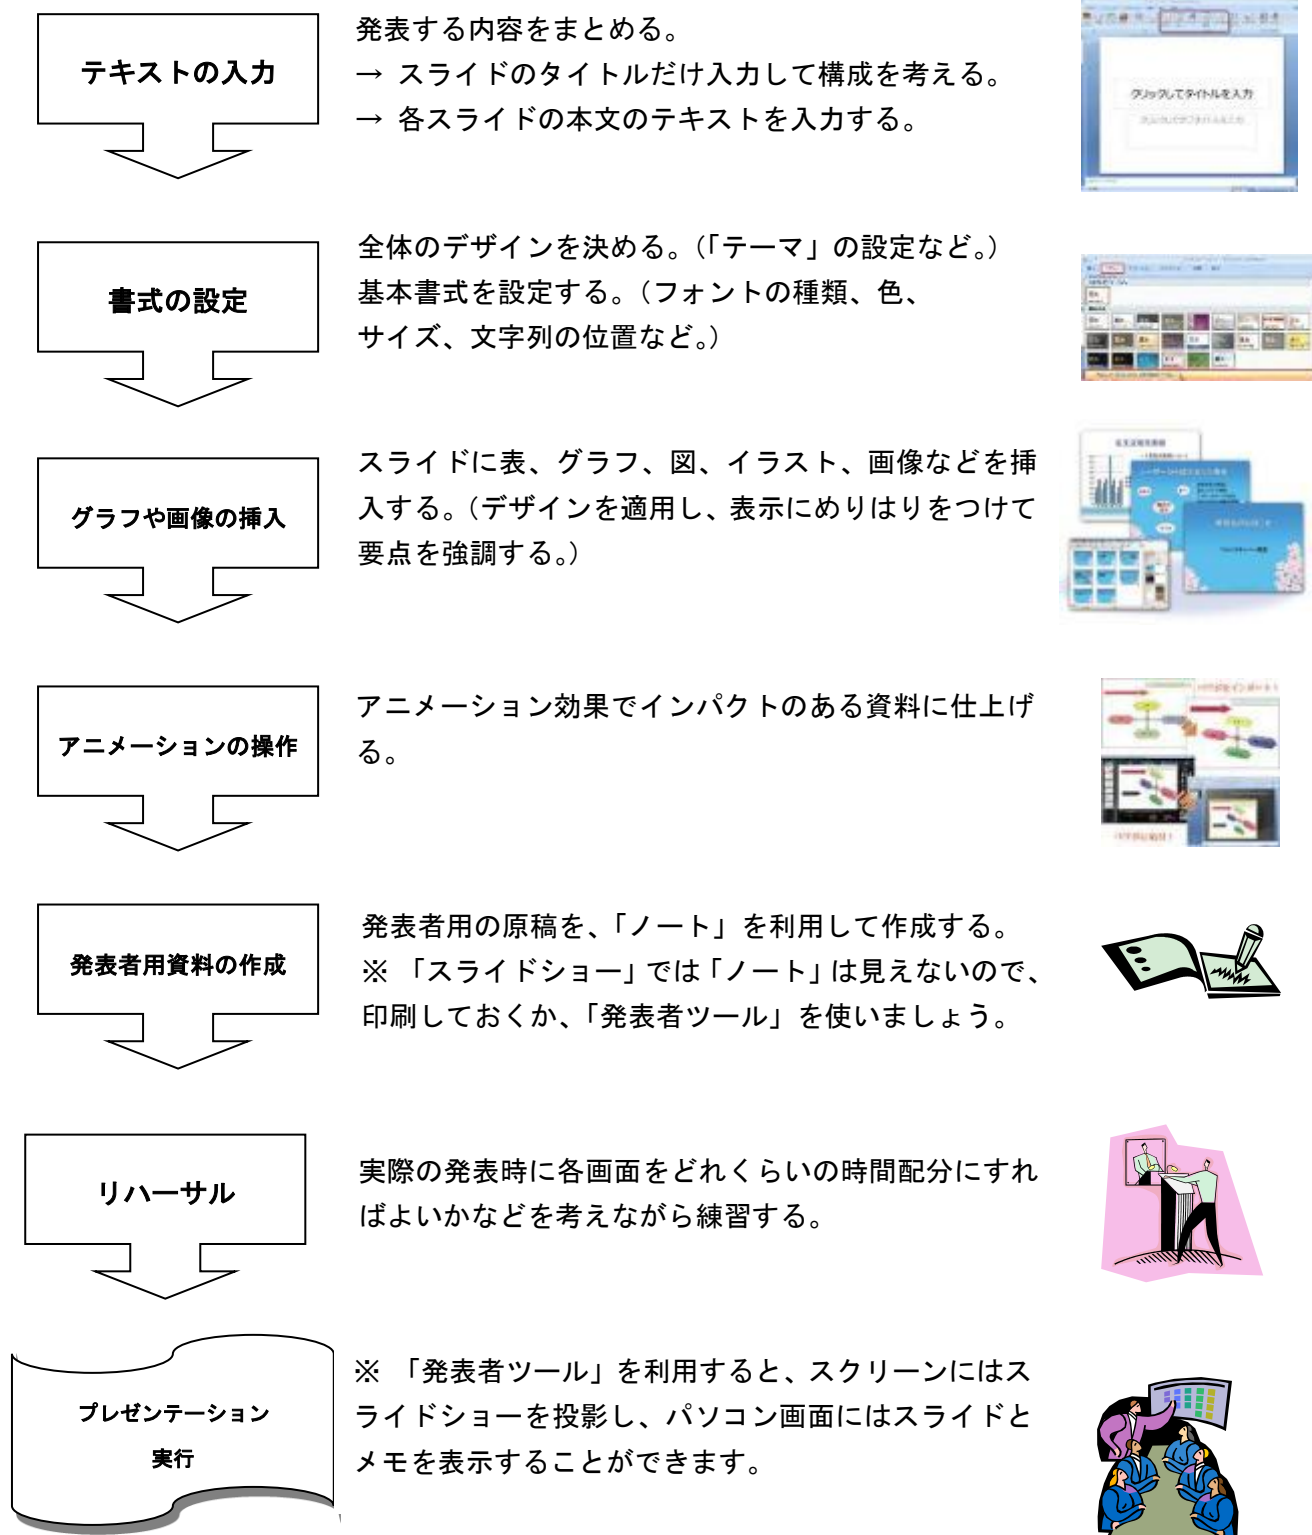 テキストの入力
発表する内容をまとめる。
→ スライドのタイトルだけ入力して構成を考える。
→ 各スライドの本文のテキストを入力する。
クリックしてタイトルを入力
書式の設定
全体のデザインを決める。（「テーマ」の設定など。）
基本書式を設定する。（フォントの種類、色、
サイズ、文字列の位置など。）
グラフや画像の挿入
スライドに表、グラフ、図、イラスト、画像などを挿
入する。（デザインを適用し、表示にめりはりをつけて
要点を強調する。）
アニメーションの操作
アニメーション効果でインパクトのある資料に仕上げ
る。
発表者用資料の作成
発表者用の原稿を、「ノート」を利用して作成する。
※ 「スライドショー」では「ノート」は見えないので、
印刷しておくか、「発表者ツール」を使いましょう。
リハーサル
実際の発表時に各画面をどれくらいの時間配分にすれ
ばよいかなどを考えながら練習する。
プレゼンテーション
実行
※ 「発表者ツール」を利用すると、スクリーンにはス
ライドショーを投影し、パソコン画面にはスライドと
メモを表示することができます。